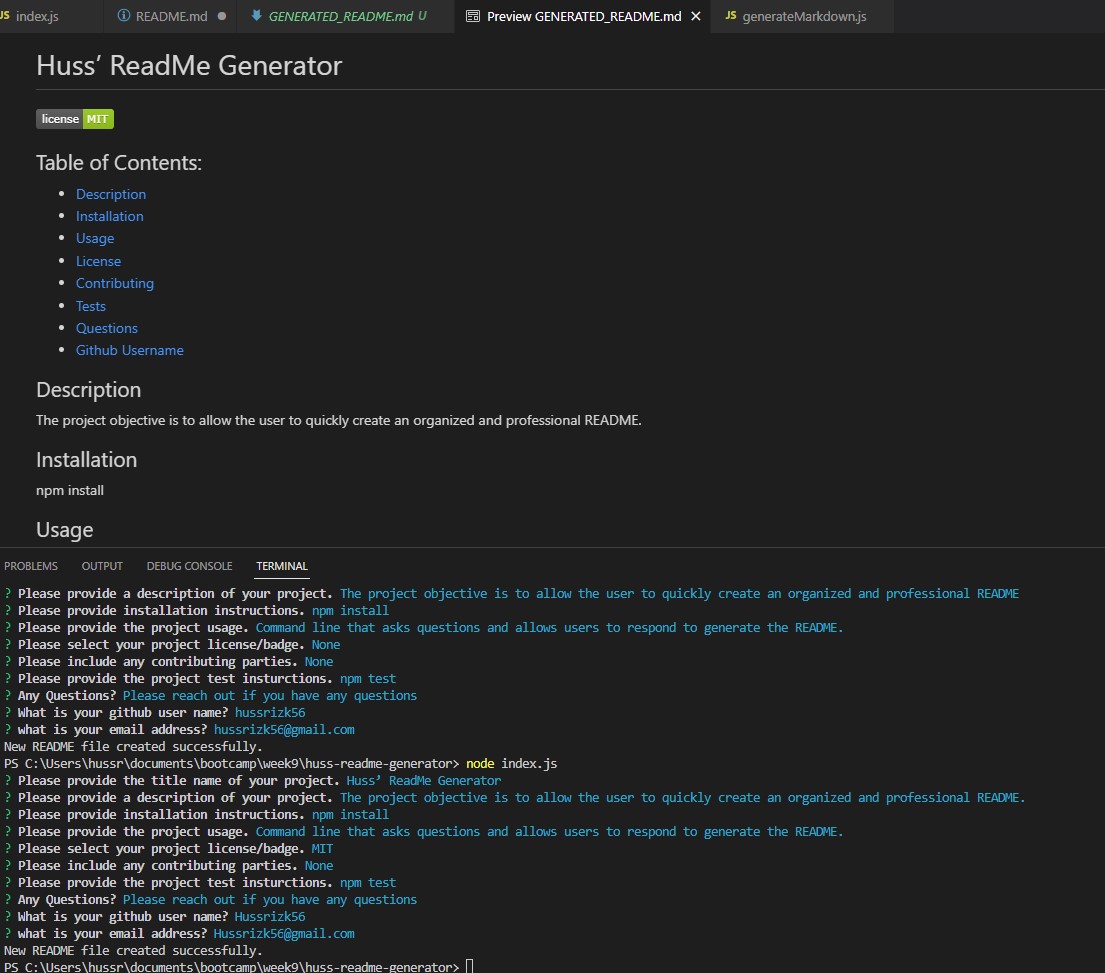 JS index.js README.md GENERATED_README.md U Preview GENERATED_README.md JS generateMarkdown.js
Huss’ ReadMe Generator
license MIT
Table of Contents:
Description
Installation
Usage
License
Contributing
Tests
Questions
Github Username
Description
The project objective is to allow the user to quickly create an organized and professional README.
Installation
npm install
Usage
PROBLEMS OUTPUT DEBUG CONSOLE TERMINAL
? Please provide a description of your project. The project objective is to allow the user to quickly create an organized and professional README
? Please provide installation instructions. npm install
? Please provide the project usage. Command line that asks questions and allows users to respond to generate the README.
? Please select your project license/badge. None
? Please include any contributing parties. None
? Please provide the project test insturctions. npm test
? Any Questions? Please reach out if you have any questions
? What is your github user name? hussrizk56
? what is your email address? hussrizk56@gmail.com
New README file created successfully.
PS C:\Users\hussr\documents\bootcamp\week9\huss-readme-generator> node index.js
? Please provide the title name of your project. Huss’ ReadMe Generator
? Please provide a description of your project. The project objective is to allow the user to quickly create an organized and professional README.
? Please provide installation instructions. npm install
? Please provide the project usage. Command line that asks questions and allows users to respond to generate the README.
? Please select your project license/badge. MIT
? Please include any contributing parties. None
? Please provide the project test insturctions. npm test
? Any Questions? Please reach out if you have any questions
? What is your github user name? Hussrizk56
? what is your email address? Hussrizk56@gmail.com
New README file created successfully.
PS C:\Users\hussr\documents\bootcamp\week9\huss-readme-generator>